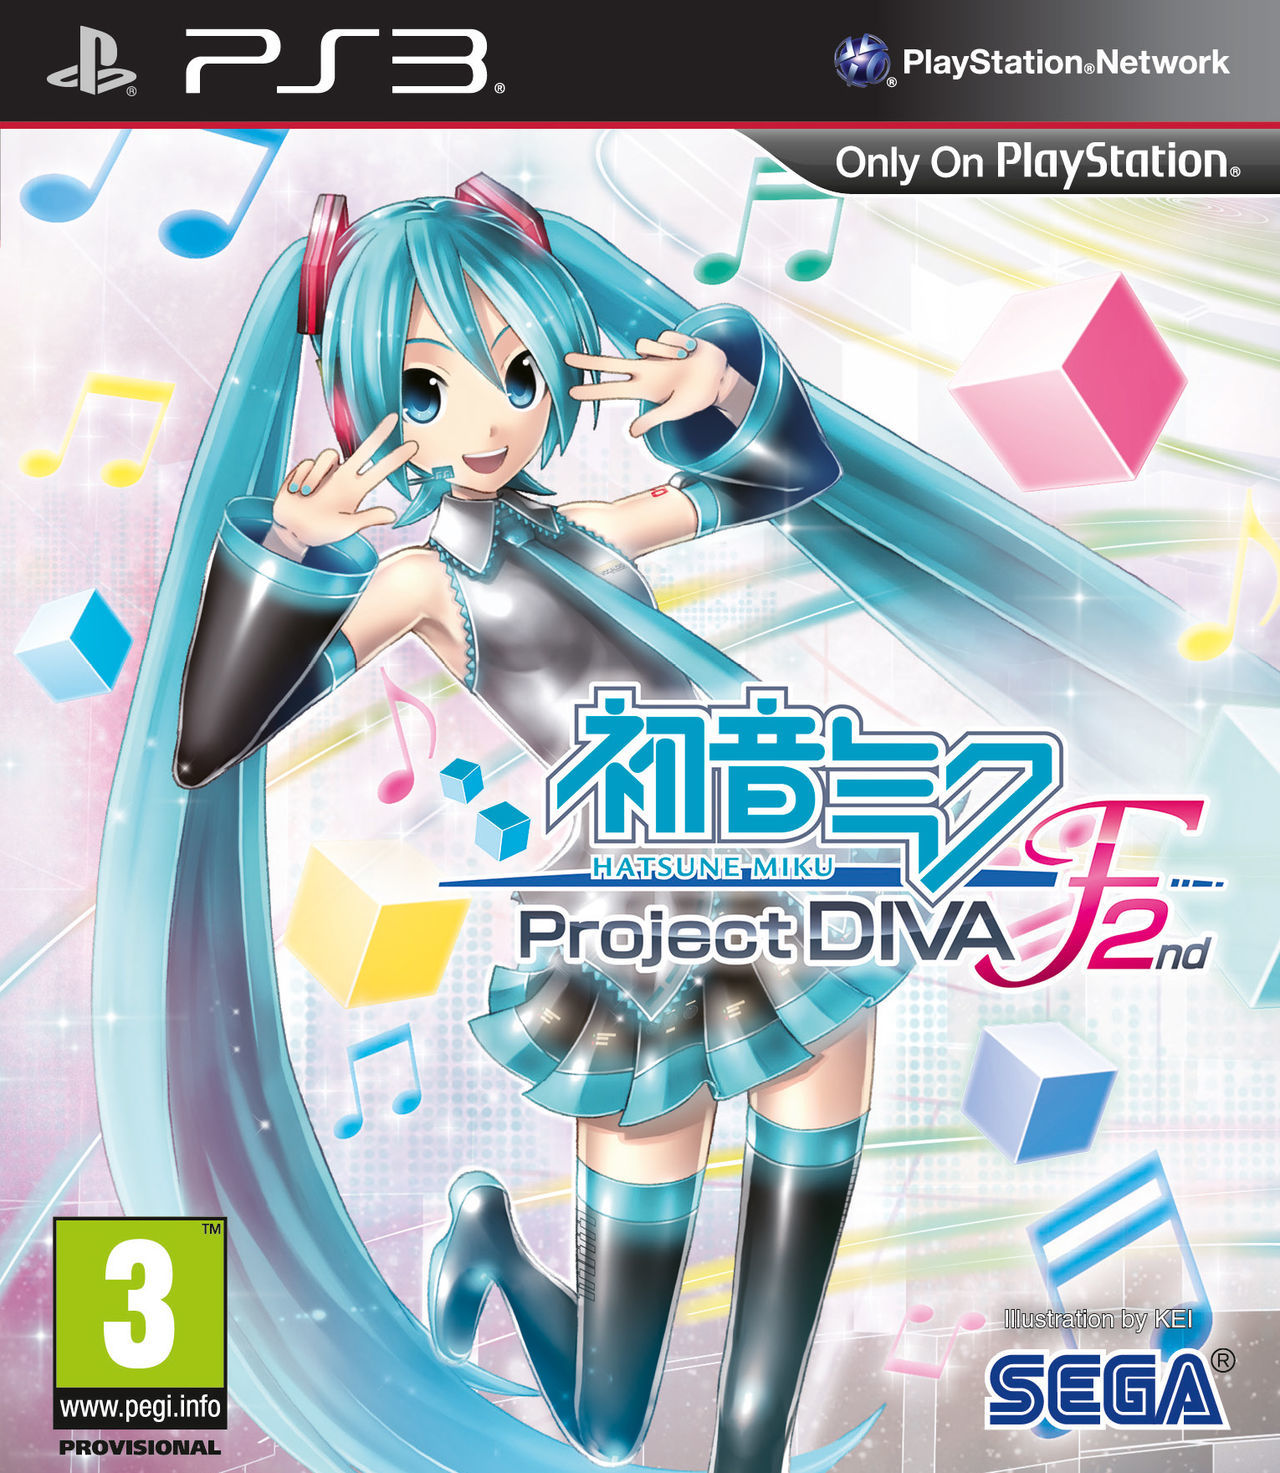 PS3®
PlayStation®Network
Only On PlayStation®
初音ミク
HATSUNE MIKU
Project DIVA F 2nd
3
TM
www.pegi.info
PROVISIONAL
Illustration by KEI
SEGA®